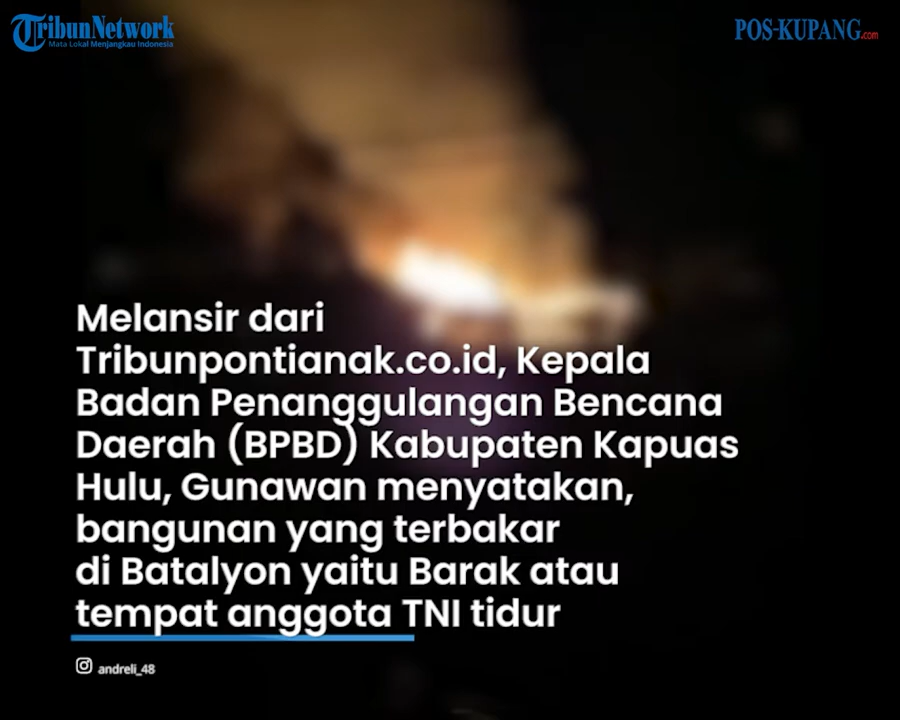 TribunNetwork
Mata Lokal Menjangkau Indonesia
POS-KUPANG.com
Melansir dari
Tribunpontianak.co.id, Kepala
Badan Penanggulangan Bencana
Daerah (BPBD) Kabupaten Kapuas
Hulu, Gunawan menyatakan,
bangunan yang terbakar
di Batalyon yaitu Barak atau
tempat anggota TNI tidur
andreli_48